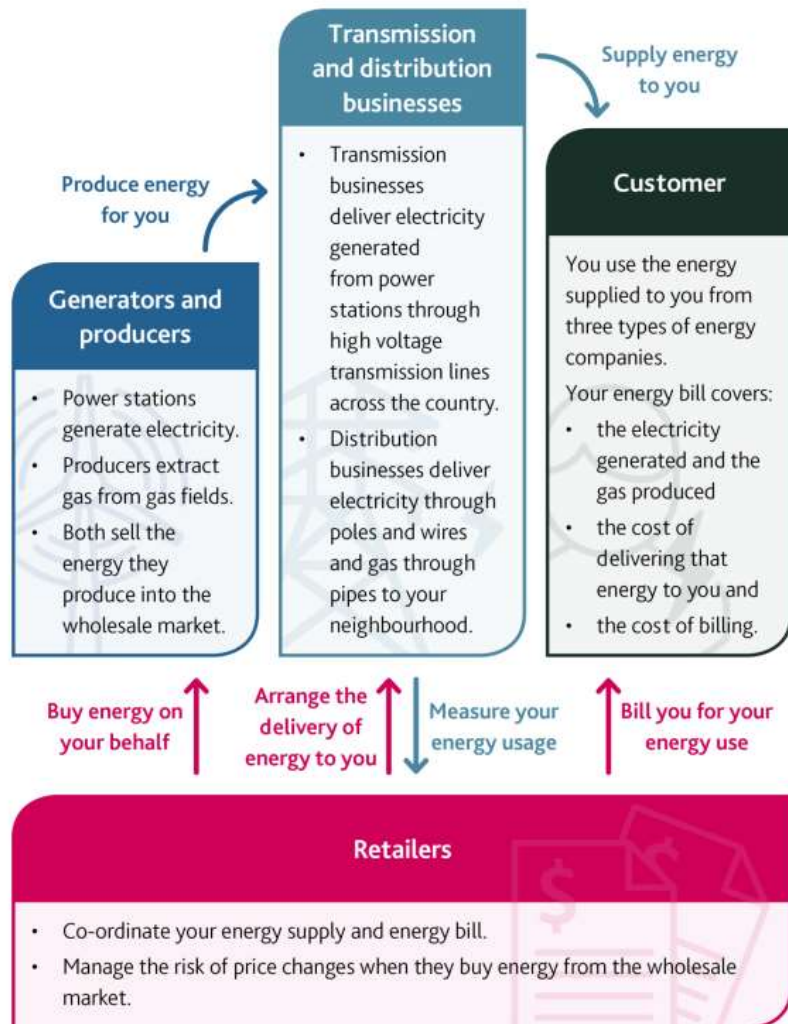 Transmission
and distribution
businesses
Supply energy
to you
• Transmission
businesses
deliver electricity
generated
from power
stations through
high voltage
transmission lines
across the country.
• Distribution
businesses deliver
electricity through
poles and wires
and gas through
pipes to your
neighbourhood.
Produce energy
for you
Customer
You use the energy
supplied to you from
three types of energy
companies.
Your energy bill covers:
• the electricity
generated and the
gas produced
• the cost of
delivering that
energy to you and
• the cost of billing.
Generators and
producers
• Power stations
generate electricity.
• Producers extract
gas from gas fields.
• Both sell the
energy they
produce into the
wholesale market.
Buy energy on
your behalf
Arrange the
delivery of
energy to you
Measure your
energy usage
Bill you for your
energy use
Retailers
$
$
• Co-ordinate your energy supply and energy bill.
• Manage the risk of price changes when they buy energy from the wholesale
market.